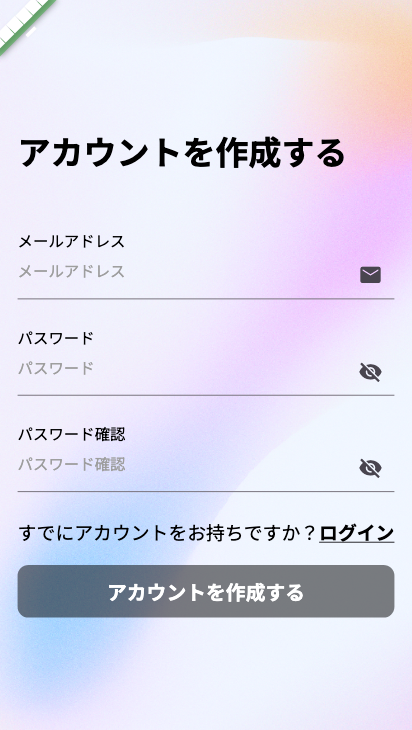 アカウントを作成する
メールアドレス
メールアドレス
パスワード
パスワード
パスワード確認
パスワード確認
すでにアカウントをお持ちですか？ログイン
アカウントを作成する